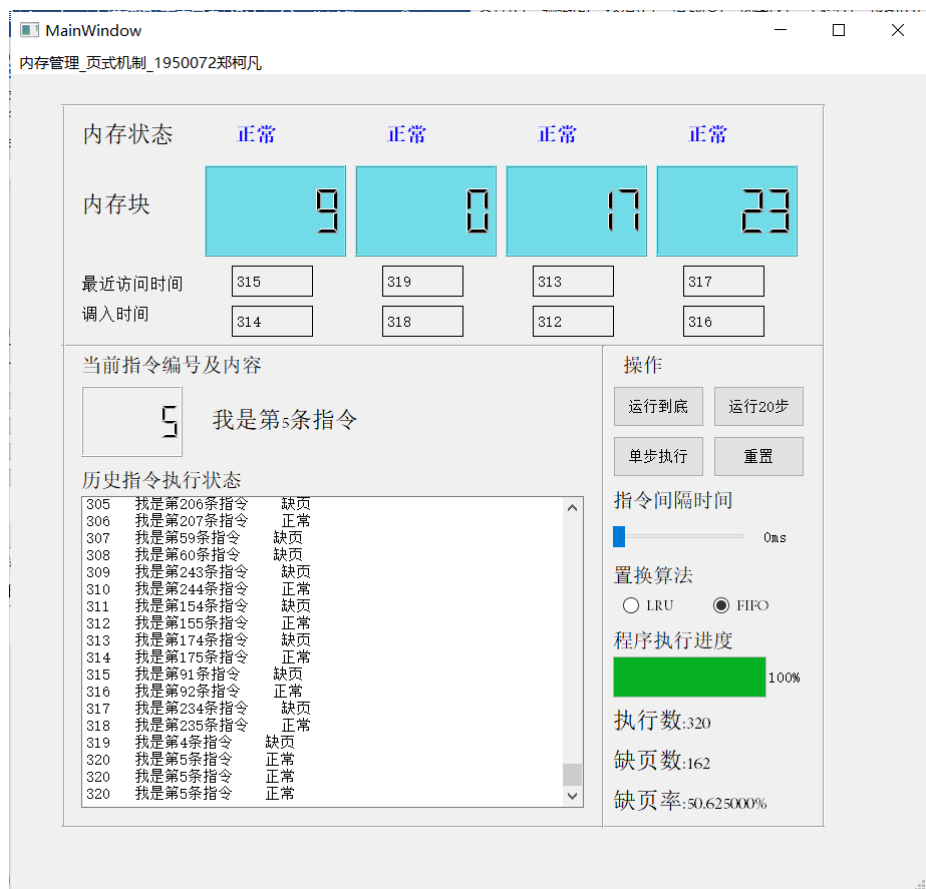 MainWindow
内存管理_页式机制_1950072郑柯凡
内存状态 正常 正常 正常 正常
内存块 9 0 17 23
最近访问时间 315 319 313 317
调入时间 314 318 312 316
当前指令编号及内容
5 我是第5条指令
历史指令执行状态
305 我是第206条指令 缺页
306 我是第207条指令 正常
307 我是第59条指令 缺页
308 我是第60条指令 缺页
309 我是第243条指令 缺页
310 我是第244条指令 正常
311 我是第154条指令 缺页
312 我是第155条指令 正常
313 我是第174条指令 缺页
314 我是第175条指令 正常
315 我是第91条指令 缺页
316 我是第92条指令 正常
317 我是第234条指令 缺页
318 我是第235条指令 正常
319 我是第4条指令 缺页
320 我是第5条指令 正常
320 我是第5条指令 正常
320 我是第5条指令 正常
操作
运行到底 运行20步
单步执行 重置
指令间隔时间
0ms
置换算法
LRU FIFO
程序执行进度
100%
执行数:320
缺页数:162
缺页率:50.625000%